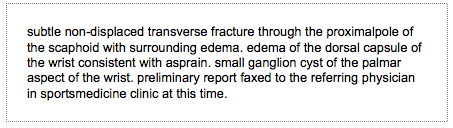 subtle non-displaced transverse fracture through the proximalpole of
the scaphoid with surrounding edema. edema of the dorsal capsule of
the wrist consistent with asprain. small ganglion cyst of the palmar
aspect of the wrist. preliminary report faxed to the referring physician
in sportsmedicine clinic at this time.